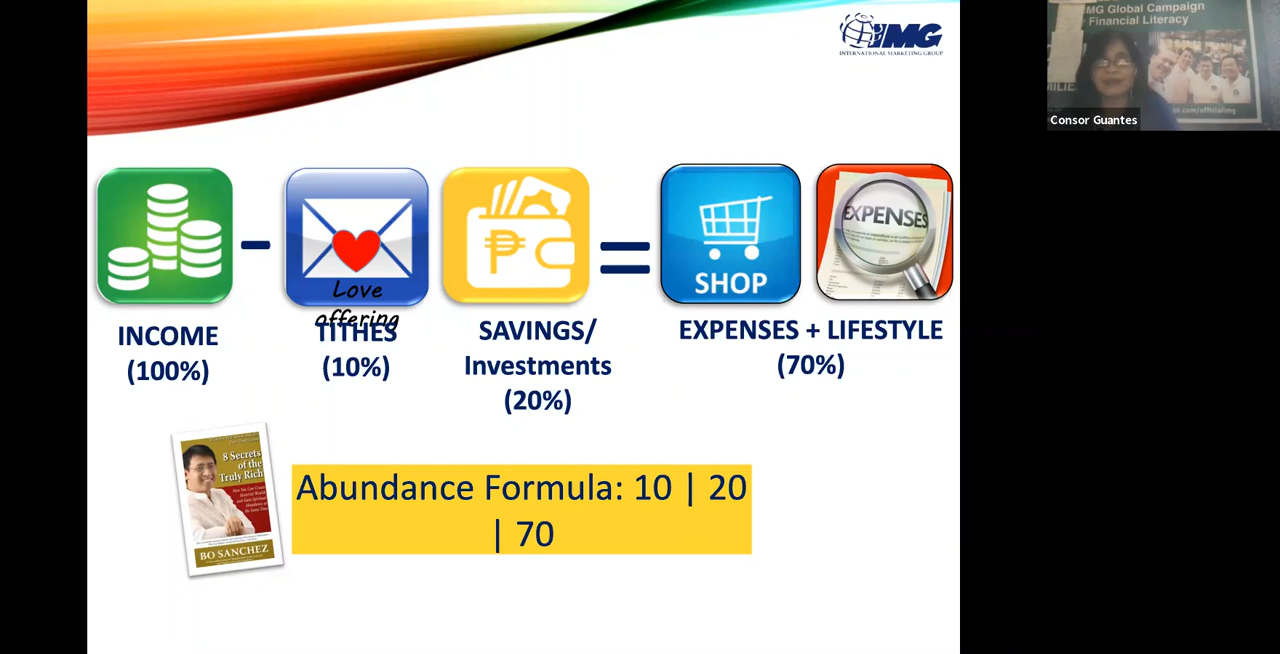 IMG
INTERNATIONAL MARKETING GROUP
MG Global Campaign
Financial Literacy
Consor Guantes
SHOP
EXPENSES
Love
offering
INCOME
(100%)
TITHES
(10%)
SAVINGS/
Investments
(20%)
EXPENSES + LIFESTYLE
(70%)
8 Secrets
of the
Truly Rich
BO SANCHEZ
Abundance Formula: 10 | 20
| 70